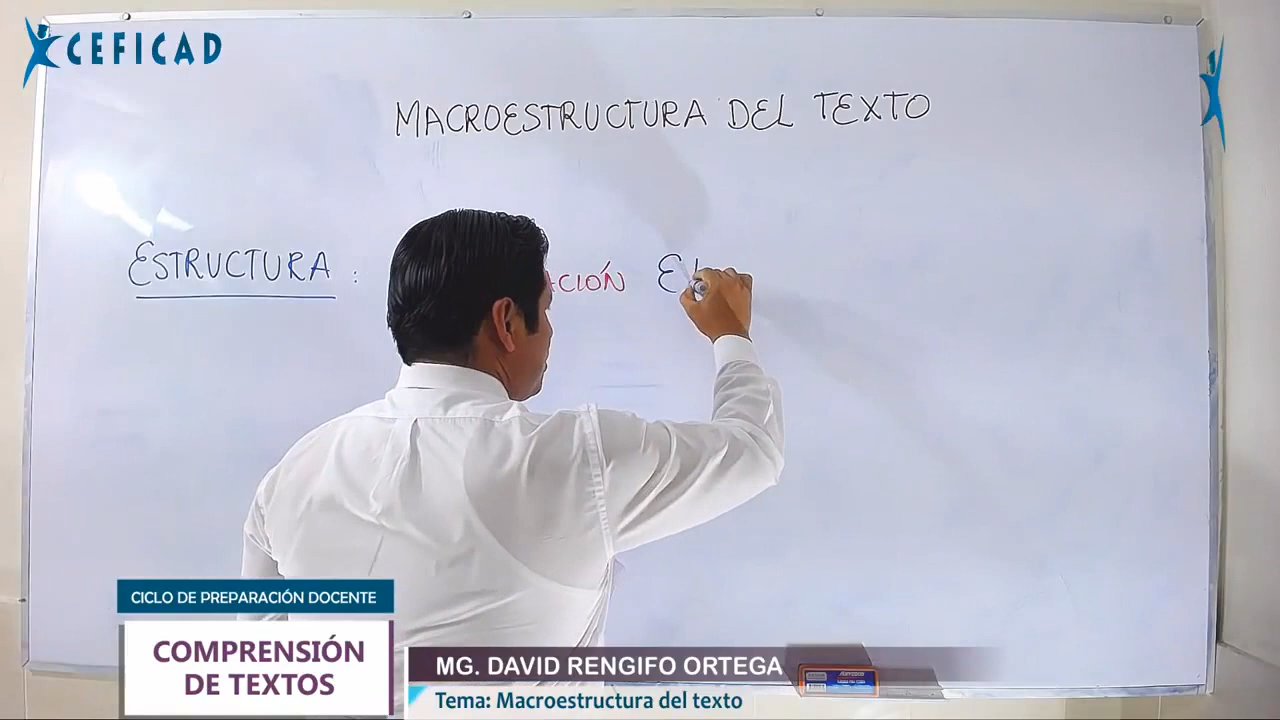 CEFICAD
MACROESTRUCTURA DEL TEXTO
ESTRUCTURA :
CICLO DE PREPARACIÓN DOCENTE
COMPRENSIÓN
DE TEXTOS
MG. DAVID RENGIFO ORTEGA
Tema: Macroestructura del texto